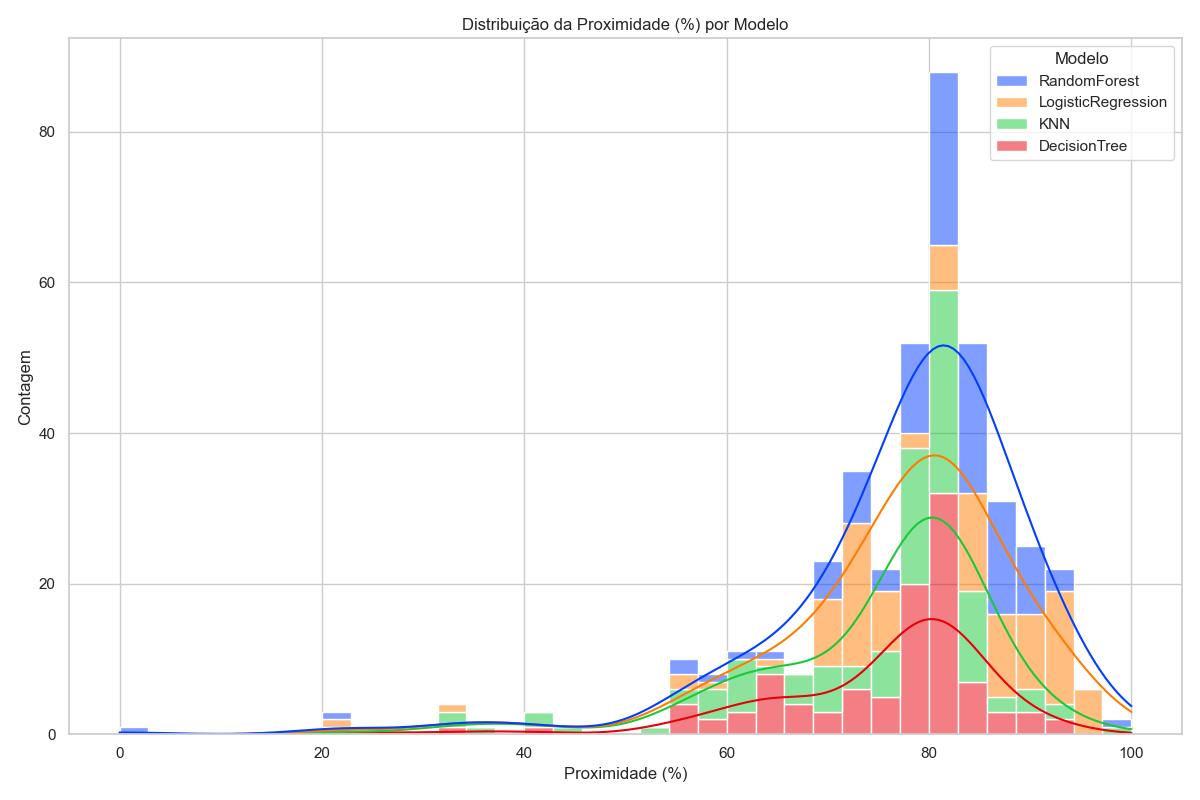 Distribuição da Proximidade (%) por Modelo
Modelo
RandomForest
LogisticRegression
KNN
DecisionTree
Contagem
80
60
40
20
0
0 20 40 60 80 100
Proximidade (%)